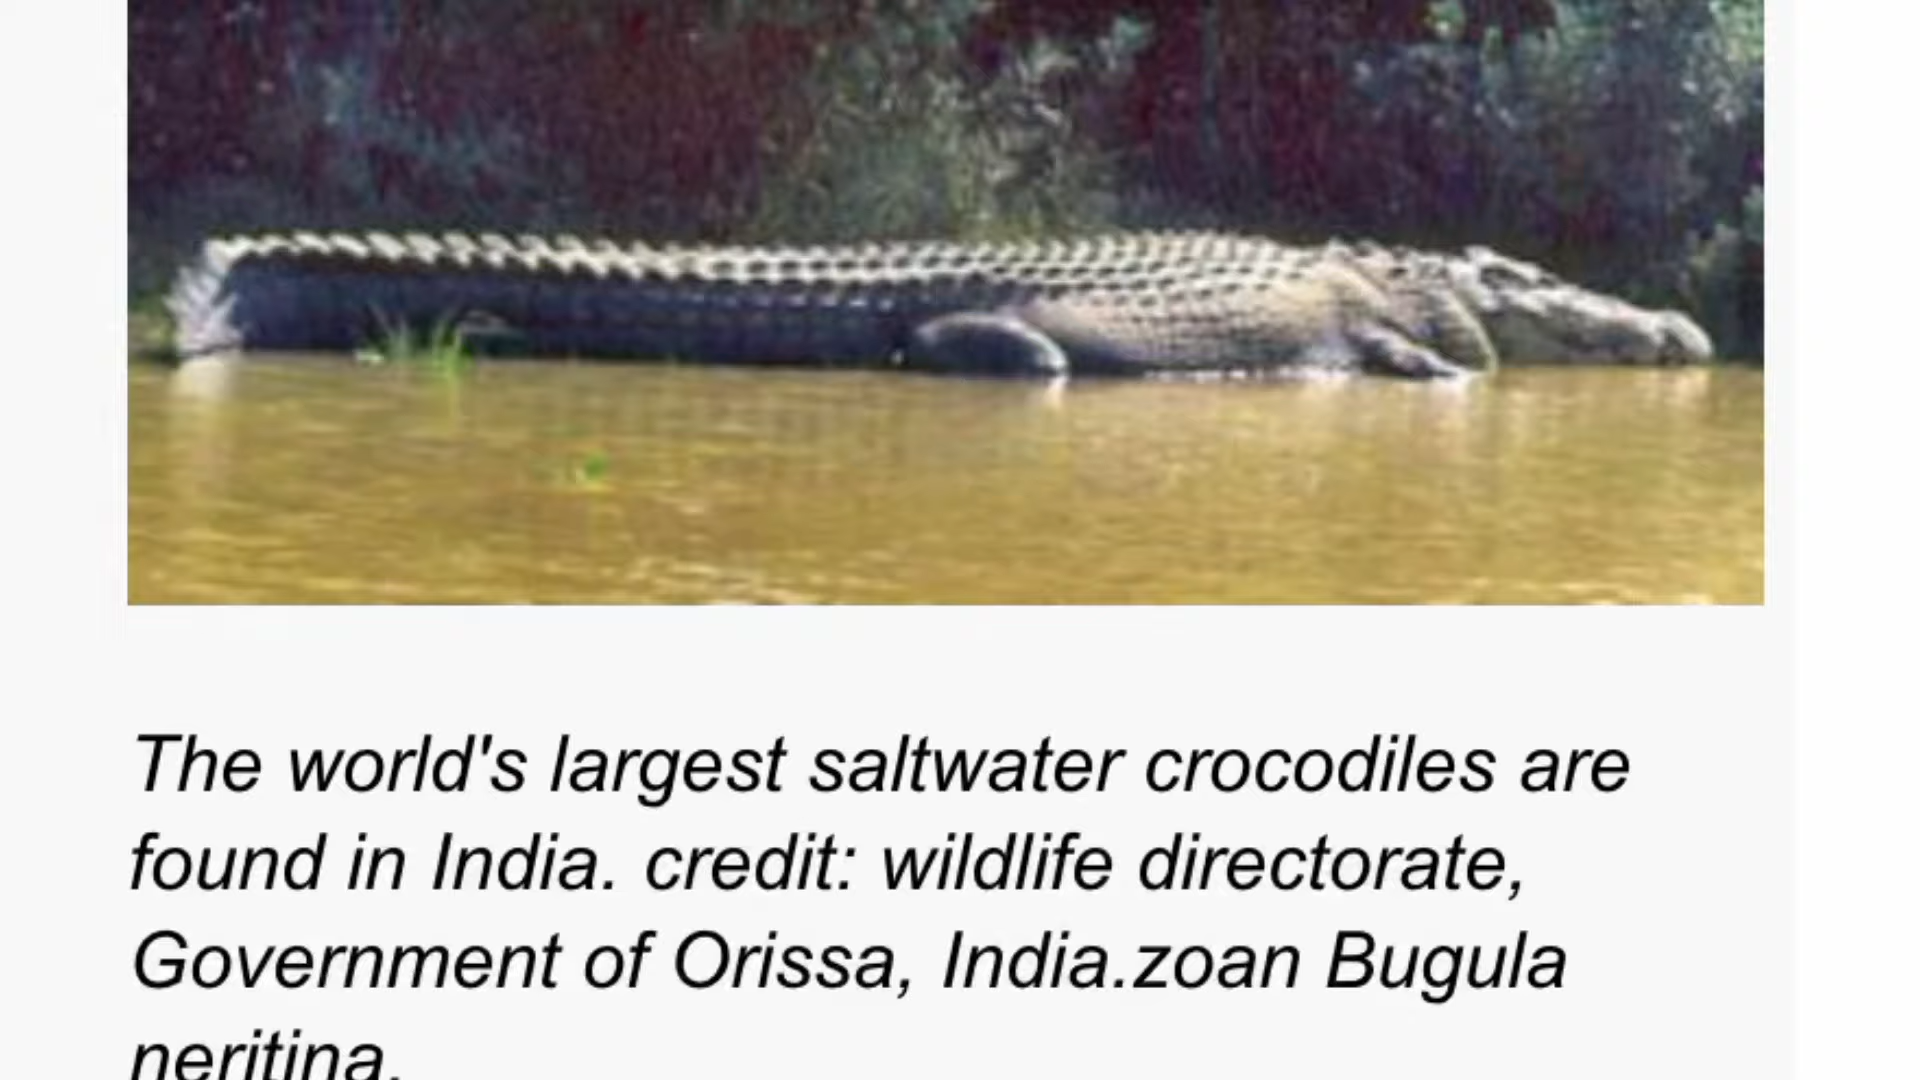 The world's largest saltwater crocodiles are
found in India. credit: wildlife directorate,
Government of Orissa, India.zoan Bugula
neritina.